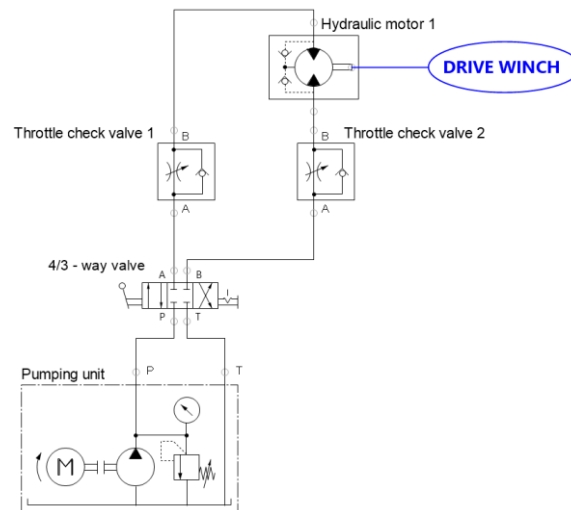 Hydraulic motor 1
DRIVE WINCH
Throttle check valve 1
B
B
Throttle check valve 2
A
A
4/3 - way valve
A
B
P
T
Pumping unit
P
T
M